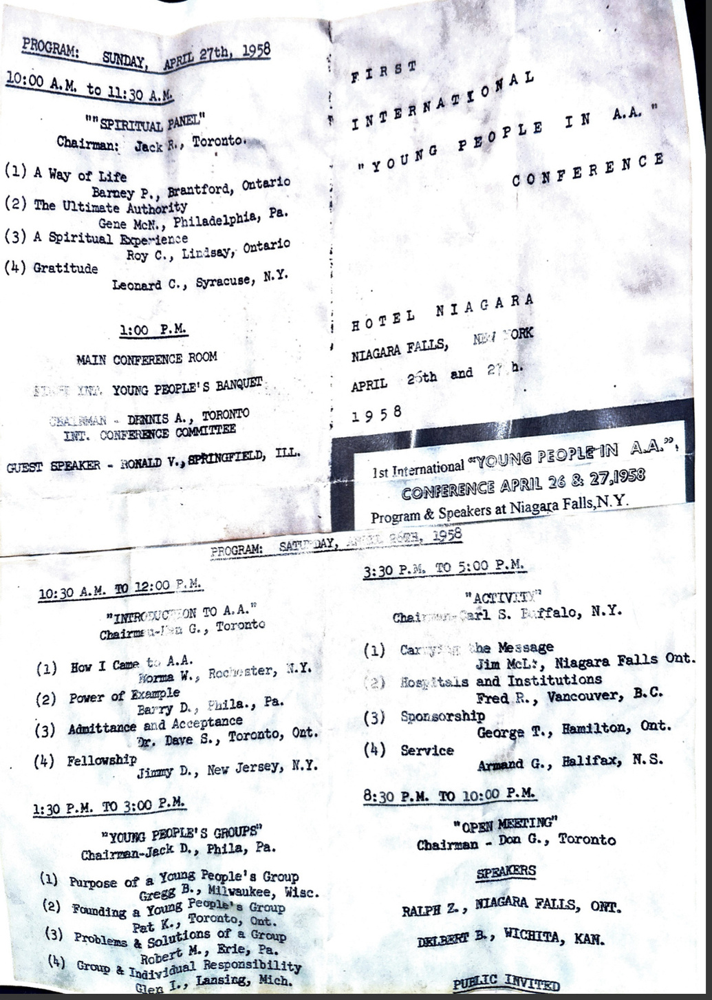 PROGRAM: SUNDAY, APRIL 27th, 1958
10:00 A.M. to 11:30 A.M.
""SPIRITUAL PANEL"
Chairman: Jack R., Toronto.
(1) A Way of Life
Barney P., Brantford, Ontario
(2) The Ultimate Authority
Gene McN., Philadelphia, Pa.
(3) A Spiritual Experience
Roy C., Lindsay, Ontario
(4) Gratitude
Leonard C., Syracuse, N.Y.
1:00 P.M.
MAIN CONFERENCE ROOM
FIRST INT. YOUNG PEOPLE'S BANQUET
CHAIRMAN - DENNIS A., TORONTO
INT. CONFERENCE COMMITTEE
GUEST SPEAKER - RONALD V., SPRINGFIELD, ILL.
FIRST
INTERNATIONAL
"YOUNG PEOPLE IN A.A."
CONFERENCE
HOTEL NIAGARA
NIAGARA FALLS, NEW YORK
APRIL 26th and 27th.
1958
1st International "YOUNG PEOPLE IN A.A.",
CONFERENCE APRIL 26 & 27,1958
Program & Speakers at Niagara Falls,N.Y.
PROGRAM: SATURDAY, APRIL 26TH, 1958
10:30 A.M. TO 12:00 P.M.
"INTRODUCTION TO A.A."
Chairman- G., Toronto
(1) How I Came to A.A.
Norma W., Rochester, N.Y.
(2) Power of Example
Barry D., Phila., Pa.
(3) Admittance and Acceptance
Dr. Dave S., Toronto, Ont.
(4) Fellowship
Jimmy D., New Jersey, N.Y.
1:30 P.M. TO 3:00 P.M.
"YOUNG PEOPLE'S GROUPS"
Chairman-Jack D., Phila, Pa.
(1) Purpose of a Young People's Group
Gregg B., Milwaukee, Wisc.
(2) Founding a Young People's Group
Pat K., Toronto, Ont.
(3) Problems & Solutions of a Group
Robert M., Erie, Pa.
(4) Group & Individual Responsibility
Glen I., Lansing, Mich.
3:30 P.M. TO 5:00 P.M.
"ACTIVITY"
Chairman-Carl S. Buffalo, N.Y.
(1) Carrying the Message
Jim McL., Niagara Falls Ont.
(2) Hospitals and Institutions
Fred R., Vancouver, B.C.
(3) Sponsorship
George T., Hamilton, Ont.
(4) Service
Armand G., Halifax, N.S.
8:30 P.M. TO 10:00 P.M.
"OPEN MEETING"
Chairman - Don G., Toronto
SPEAKERS
RALPH Z., NIAGARA FALLS, ONT.
DELBERT B., WICHITA, KAN.
PUBLIC INVITED